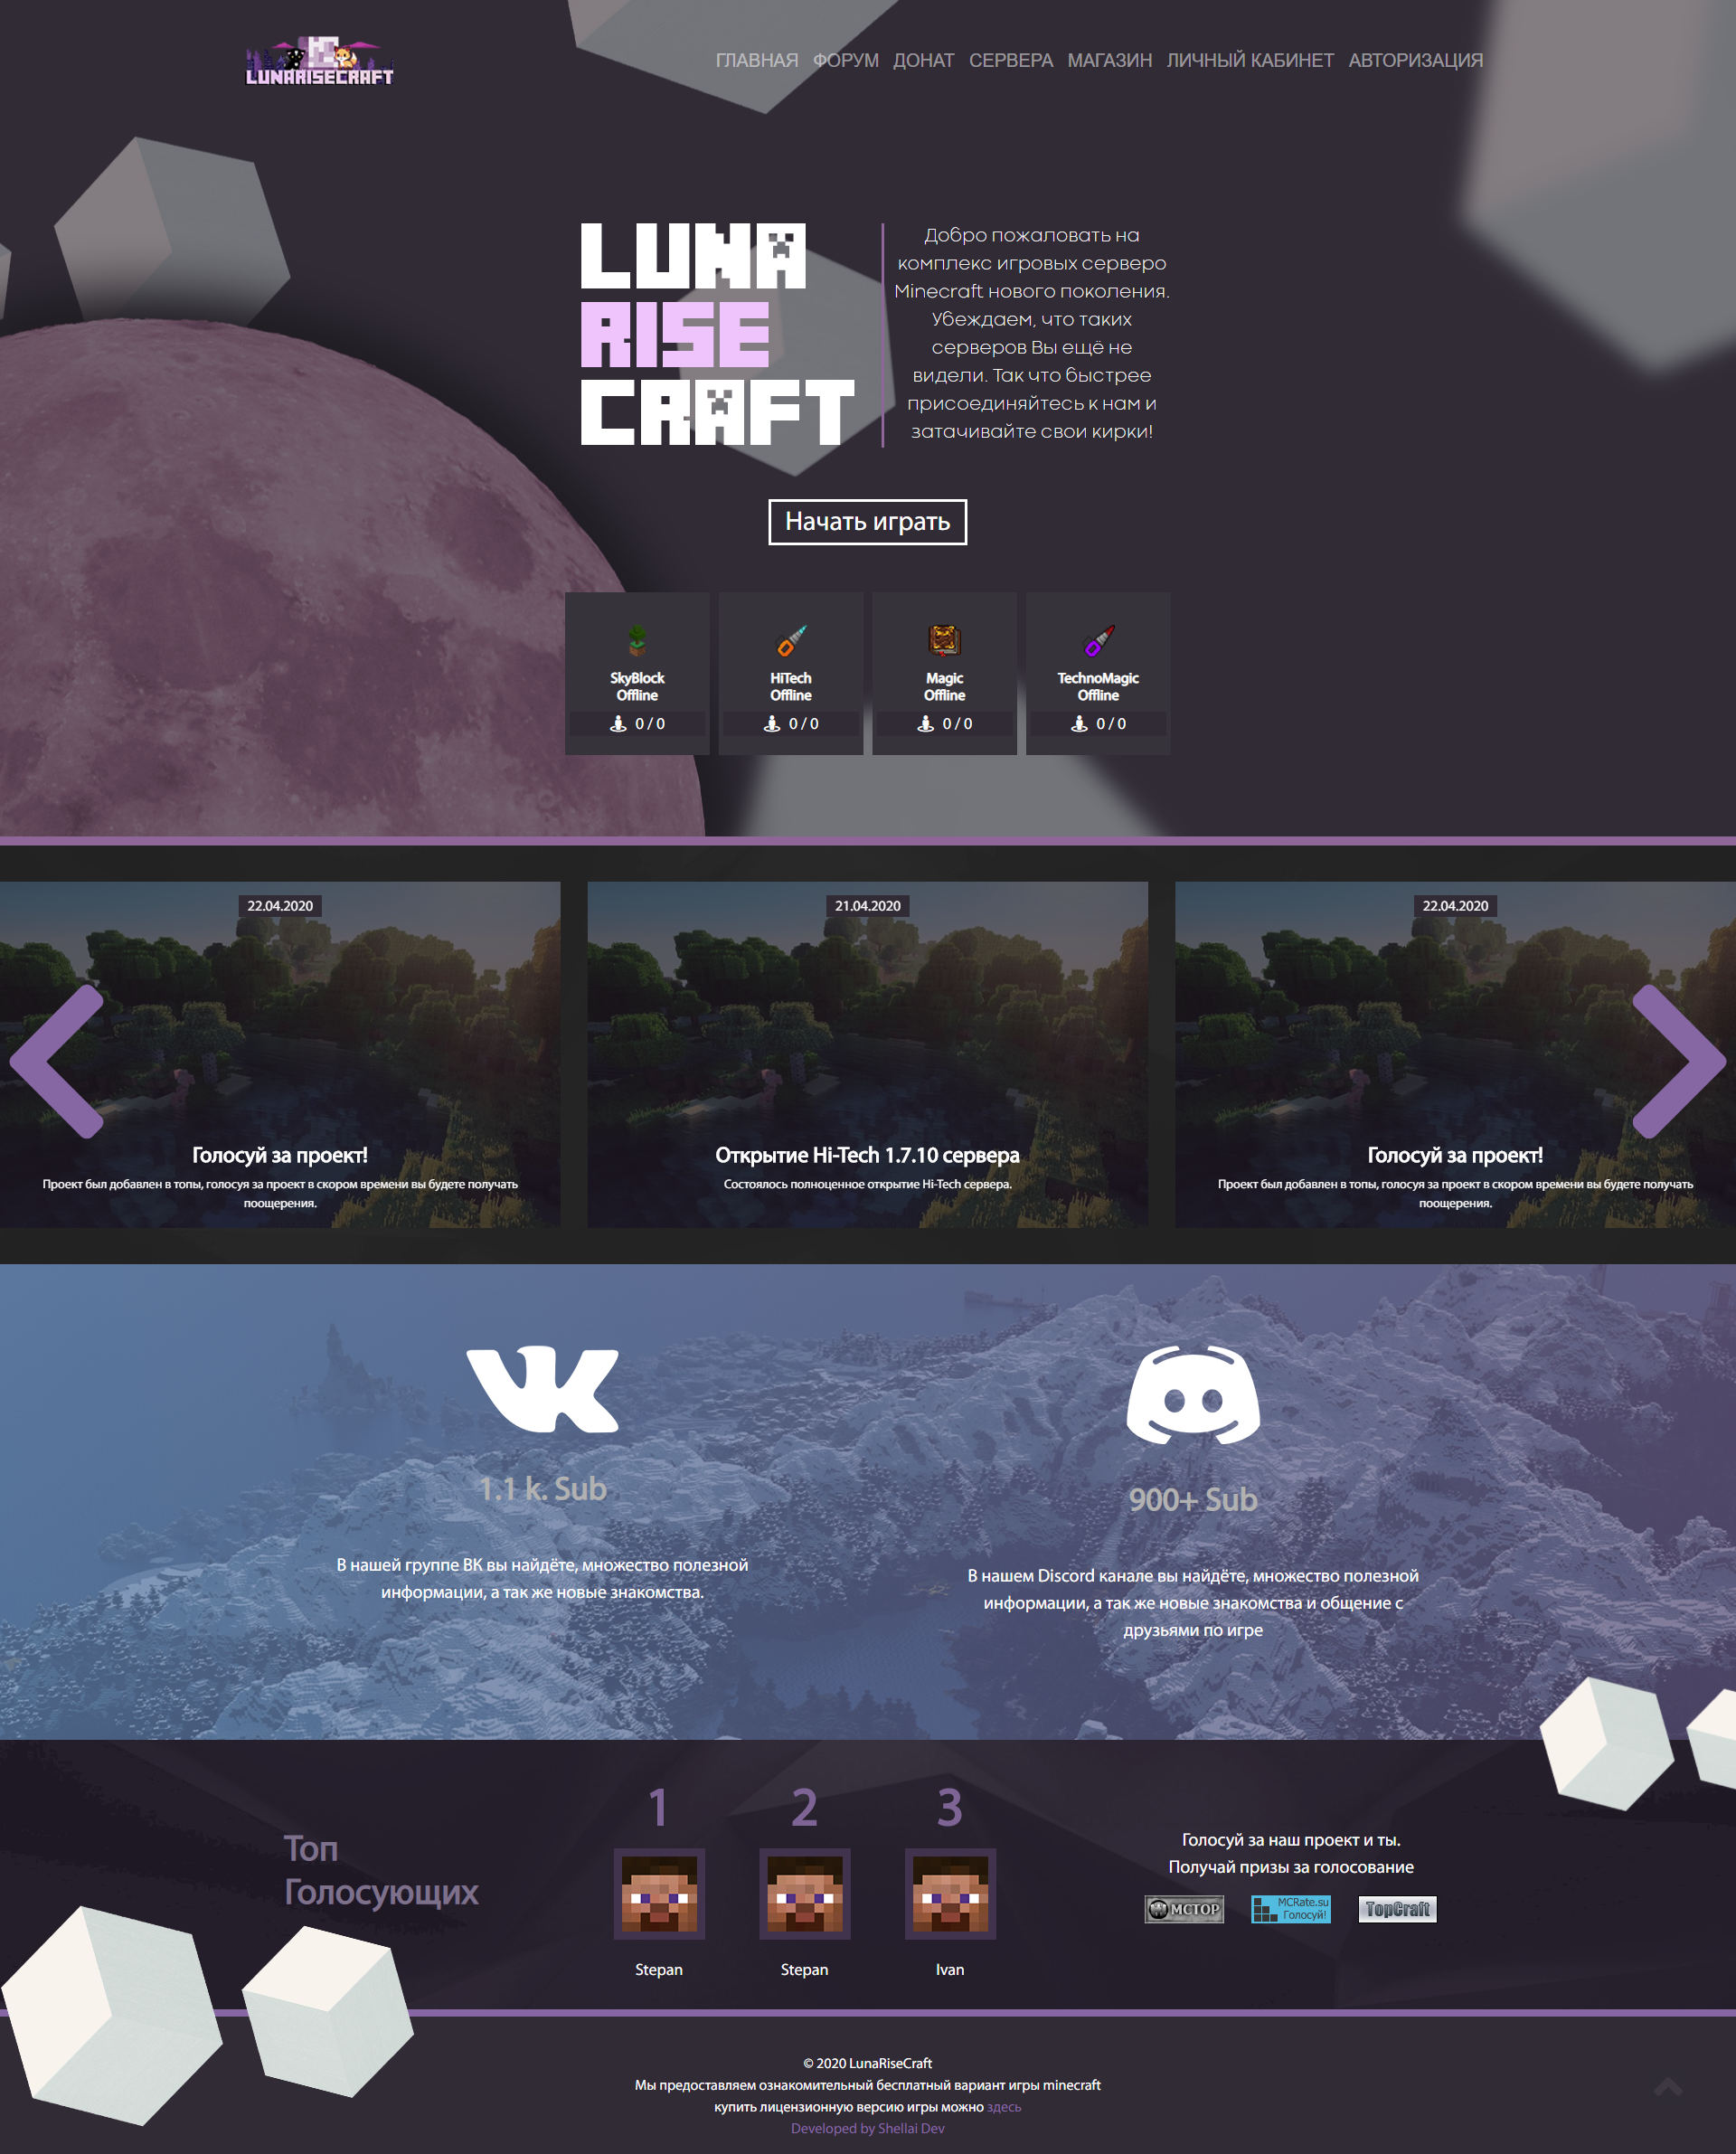 LUNARISECRAFT
ГЛАВНАЯ ФОРУМ ДОНАТ СЕРВЕРА МАГАЗИН ЛИЧНЫЙ КАБИНЕТ АВТОРИЗАЦИЯ
LUNA
RISE
CRAFT
Добро пожаловать на
комплекс игровых серверо
Minecraft нового поколения.
Убеждаем, что таких
серверов Вы ещё не
видели. Так что быстрее
присоединяйтесь к нам и
затачивайте свои кирки!
Начать играть
SkyBlock
Offline
0 / 0
HiTech
Offline
0 / 0
Magic
Offline
0 / 0
TechnoMagic
Offline
0 / 0
22.04.2020
Голосуй за проект!
Проект был добавлен в топы, голосуя за проект в скором времени вы будете получать
поощерения.
21.04.2020
Открытие Hi-Tech 1.7.10 сервера
Состоялось полноценное открытие Hi-Tech сервера.
22.04.2020
Голосуй за проект!
Проект был добавлен в топы, голосуя за проект в скором времени вы будете получать
поощерения.
1.1 k. Sub
В нашей группе ВК вы найдёте, множество полезной
информации, а так же новые знакомства.
900+ Sub
В нашем Discord канале вы найдёте, множество полезной
информации, а так же новые знакомства и общение с
друзьями по игре
Топ
Голосующих
1
Stepan
2
Stepan
3
Ivan
Голосуй за наш проект и ты.
Получай призы за голосование
МСТОР
MCRate.su
Голосуй!
TopCraft
© 2020 LunaRiseCraft
Мы предоставляем ознакомительный бесплатный вариант игры minecraft
купить лицензионную версию игры можно здесь
Developed by Shellai Dev